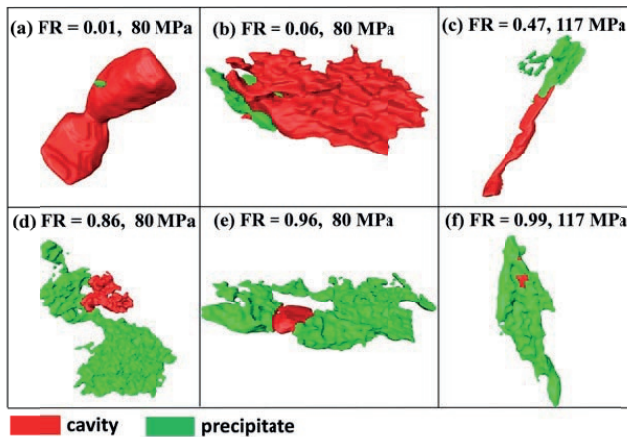 (a) FR = 0.01, 80 MPa
(b) FR = 0.06, 80 MPa
(c) FR = 0.47, 117 MPa
(d) FR = 0.86, 80 MPa
(e) FR = 0.96, 80 MPa
(f) FR = 0.99, 117 MPa
cavity
precipitate